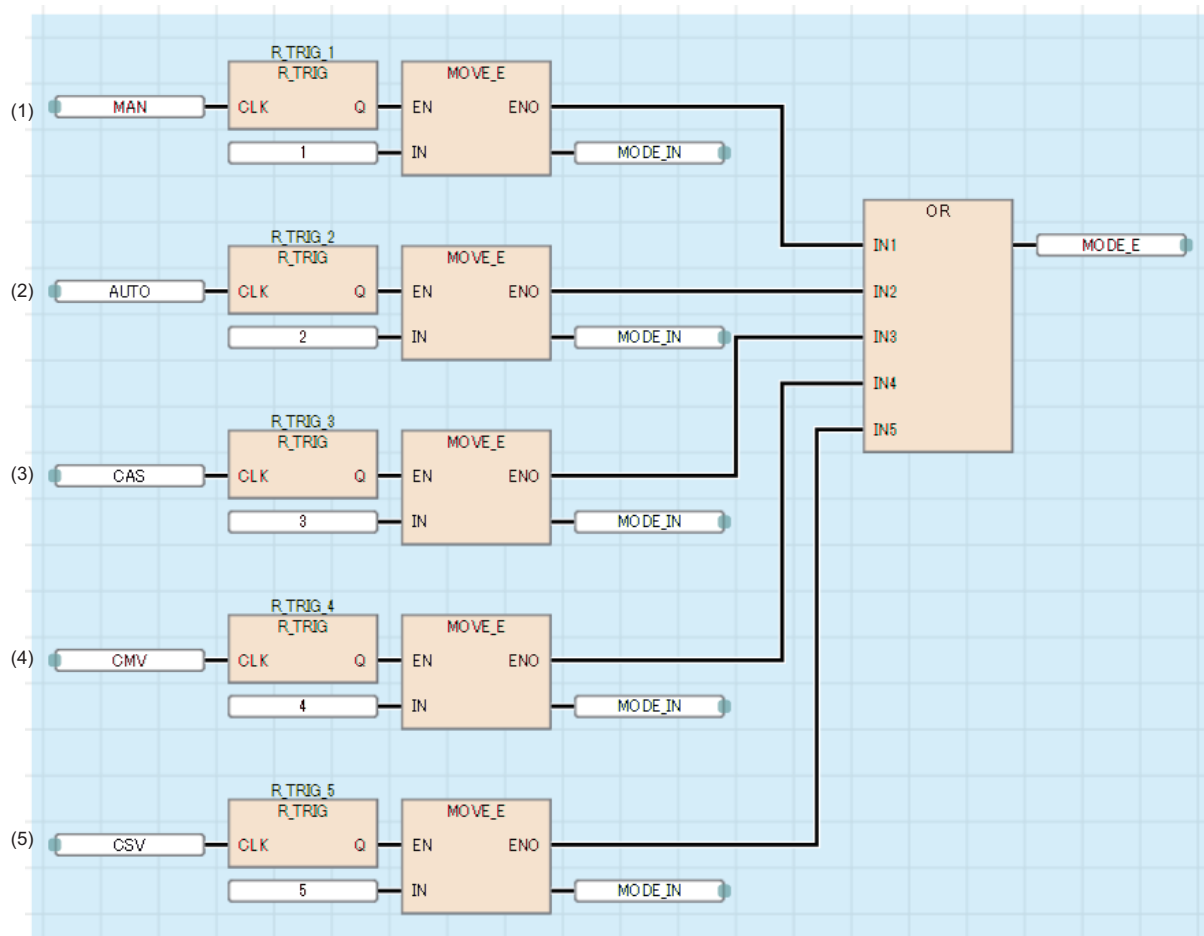 R_TRIG_1
R_TRIG MOVE_E
(1) MAN CLK Q EN ENO
1 IN MODE_IN
OR
R_TRIG_2
R_TRIG MOVE_E IN1 MODE_E
(2) AUTO CLK Q EN ENO IN2
2 IN MODE_IN IN3
IN4
R_TRIG_3
R_TRIG MOVE_E IN5
(3) CAS CLK Q EN ENO
3 IN MODE_IN
R_TRIG_4
R_TRIG MOVE_E
(4) CMV CLK Q EN ENO
4 IN MODE_IN
R_TRIG_5
R_TRIG MOVE_E
(5) CSV CLK Q EN ENO
5 IN MODE_IN